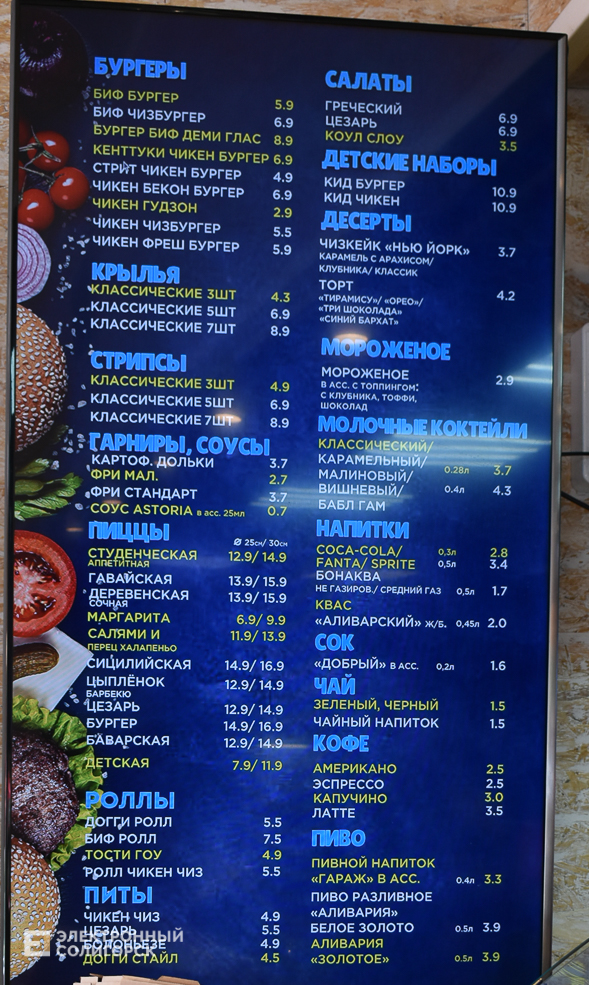 БУРГЕРЫ
БИФ БУРГЕР 5.9
БИФ ЧИЗБУРГЕР 6.9
БУРГЕР БИФ ДЕМИ ГЛАС 8.9
КЕНТТУКИ ЧИКЕН БУРГЕР 6.9
СТРИТ ЧИКЕН БУРГЕР 4.9
ЧИКЕН БЕКОН БУРГЕР 6.9
ЧИКЕН ГУДЗОН 2.9
ЧИКЕН ЧИЗБУРГЕР 5.5
ЧИКЕН ФРЕШ БУРГЕР 5.9
КРЫЛЬЯ
КЛАССИЧЕСКИЕ 3ШТ 4.3
КЛАССИЧЕСКИЕ 5ШТ 6.9
КЛАССИЧЕСКИЕ 7ШТ 8.9
СТРИПСЫ
КЛАССИЧЕСКИЕ 3ШТ 4.9
КЛАССИЧЕСКИЕ 5ШТ 6.9
КЛАССИЧЕСКИЕ 7ШТ 8.9
ГАРНИРЫ, СОУСЫ
КАРТОФ. ДОЛЬКИ 3.7
ФРИ МАЛ. 2.7
ФРИ СТАНДАРТ 3.7
СОУС ASTORIA в асс. 25мл 0.7
ПИЦЦЫ
Ø 25см/ 30см
СТУДЕНЧЕСКАЯ 12.9/ 14.9
АППЕТИТНАЯ
ГАВАЙСКАЯ 13.9/ 15.9
ДЕРЕВЕНСКАЯ 13.9/ 15.9
СОЧНАЯ
МАРГАРИТА 6.9/ 9.9
САЛЯМИ И 11.9/ 13.9
ПЕРЕЦ ХАЛАПЕНЬО
СИЦИЛИЙСКАЯ 14.9/ 16.9
ЦЫПЛЁНОК 12.9/ 14.9
БАРБЕКЮ
ЦЕЗАРЬ 12.9/ 14.9
БУРГЕР 14.9/ 16.9
БАВАРСКАЯ 12.9/ 14.9
ДЕТСКАЯ 7.9/ 11.9
РОЛЛЫ
ДОГГИ РОЛЛ 5.5
БИФ РОЛЛ 7.5
ТОСТИ ГОУ 4.9
РОЛЛ ЧИКЕН ЧИЗ 5.5
ПИТЫ
ЧИКЕН ЧИЗ 4.9
ЦЕЗАРЬ 5.5
БОЛОНЬЕЗЕ 4.9
ДОГГИ СТАЙЛ 4.5
САЛАТЫ
ГРЕЧЕСКИЙ 6.9
ЦЕЗАРЬ 6.9
КОУЛ СЛОУ 3.5
ДЕТСКИЕ НАБОРЫ
КИД БУРГЕР 10.9
КИД ЧИКЕН 10.9
ДЕСЕРТЫ
ЧИЗКЕЙК «НЬЮ ЙОРК» 3.7
КАРАМЕЛЬ С АРАХИСОМ/
КЛУБНИКА/ КЛАССИК
ТОРТ 4.2
«ТИРАМИСУ»/ «ОРЕО»/
«ТРИ ШОКОЛАДА»
«СИНИЙ БАРХАТ»
МОРОЖЕНОЕ
МОРОЖЕНОЕ 2.9
В АСС. С ТОППИНГОМ:
С КЛУБНИКА, ТОФФИ,
ШОКОЛАД
МОЛОЧНЫЕ КОКТЕЙЛИ
КЛАССИЧЕСКИЙ/
КАРАМЕЛЬНЫЙ/ 0.28л 3.7
МАЛИНОВЫЙ/
ВИШНЕВЫЙ/ 0.4л 4.3
БАБЛ ГАМ
НАПИТКИ
COCA-COLA/ 0,3л 2.8
FANTA/ SPRITE 0,5л 3.4
БОНАКВА
НЕ ГАЗИРОВ./ СРЕДНИЙ ГАЗ 0,5л 1.7
КВАС
«АЛИВАРСКИЙ» Ж/Б. 0,45л 2.0
СОК
«ДОБРЫЙ» В АСС. 0,2л 1.6
ЧАЙ
ЗЕЛЕНЫЙ, ЧЕРНЫЙ 1.5
ЧАЙНЫЙ НАПИТОК 1.5
КОФЕ
АМЕРИКАНО 2.5
ЭСПРЕССО 2.5
КАПУЧИНО 3.0
ЛАТТЕ 3.5
ПИВО
ПИВНОЙ НАПИТОК
«ГАРАЖ» В АСС. 0.4л 3.3
ПИВО РАЗЛИВНОЕ
«АЛИВАРИЯ»
БЕЛОЕ ЗОЛОТО 0.5л 3.9
АЛИВАРИЯ
«ЗОЛОТОЕ» 0.5л 3.9
ЭЛЕКТРОННЫЙ
СОЛИГОРСК